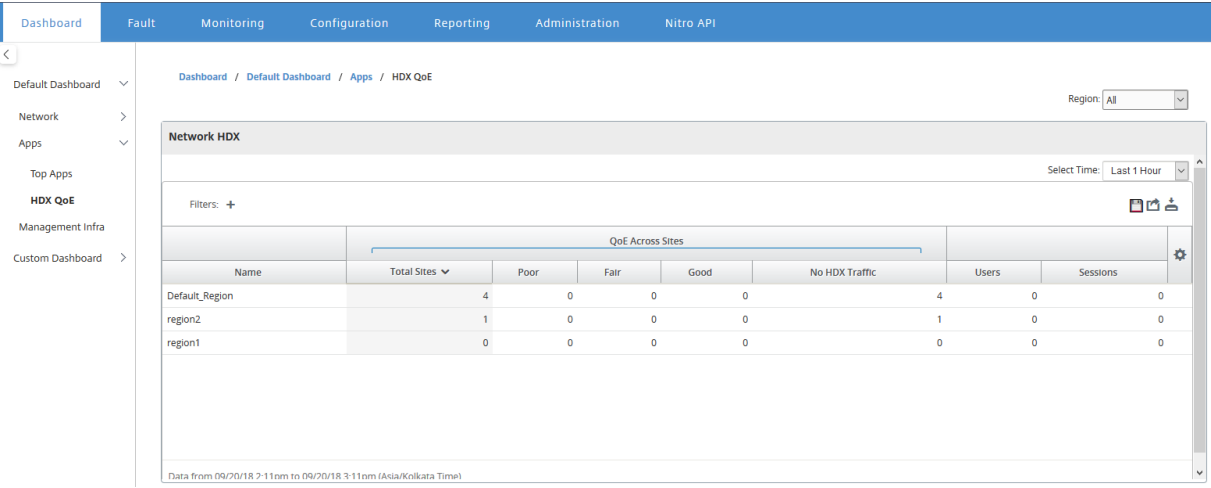 Dashboard Fault Monitoring Configuration Reporting Administration Nitro API
Dashboard / Default Dashboard / Apps / HDX QoE
Default Dashboard
Network
Apps
Top Apps
HDX QoE
Management Infra
Custom Dashboard
Region: All
Network HDX
Select Time: Last 1 Hour
Filters: +
QoE Across Sites
Name Total Sites Poor Fair Good No HDX Traffic Users Sessions
Default_Region 4 0 0 0 4 0 0
region2 1 0 0 0 1 0 0
region1 0 0 0 0 0 0 0
Data from 09/20/18 2:11pm to 09/20/18 3:11pm (Asia/Kolkata Time)